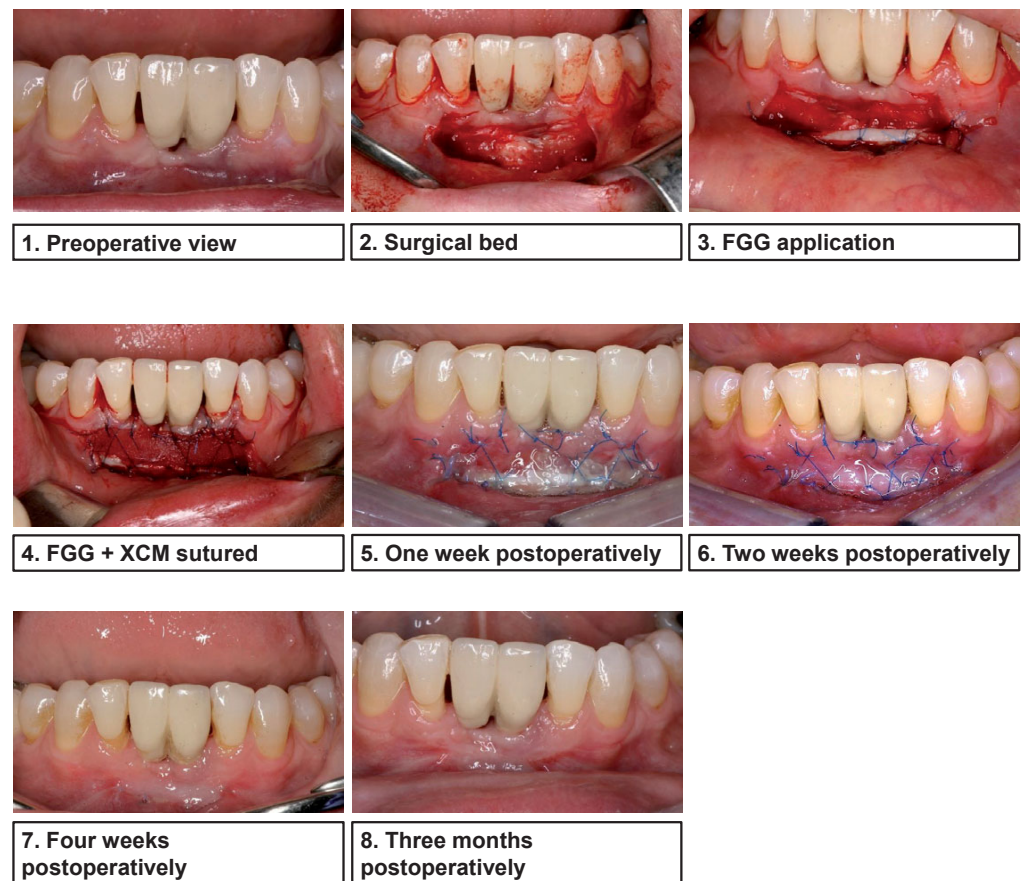 1. Preoperative view
2. Surgical bed
3. FGG application
4. FGG + XCM sutured
5. One week postoperatively
6. Two weeks postoperatively
7. Four weeks
postoperatively
8. Three months
postoperatively